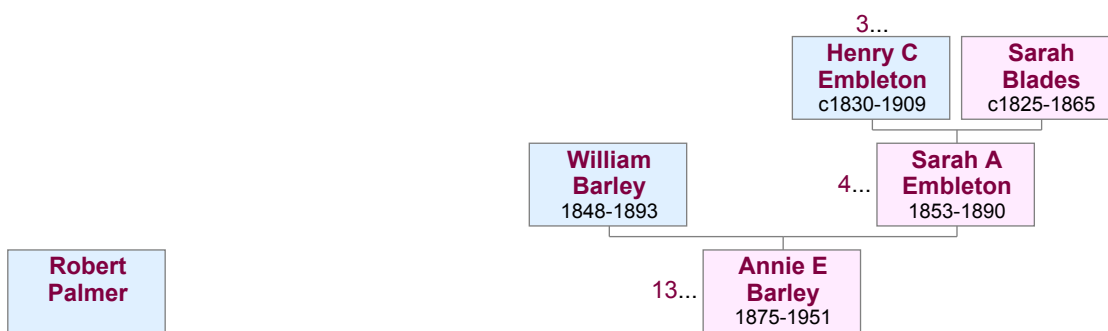 3...
Henry C
Embleton
c1830-1909
Sarah
Blades
c1825-1865
William
Barley
1848-1893
4...
Sarah A
Embleton
1853-1890
Robert
Palmer
13...
Annie E
Barley
1875-1951